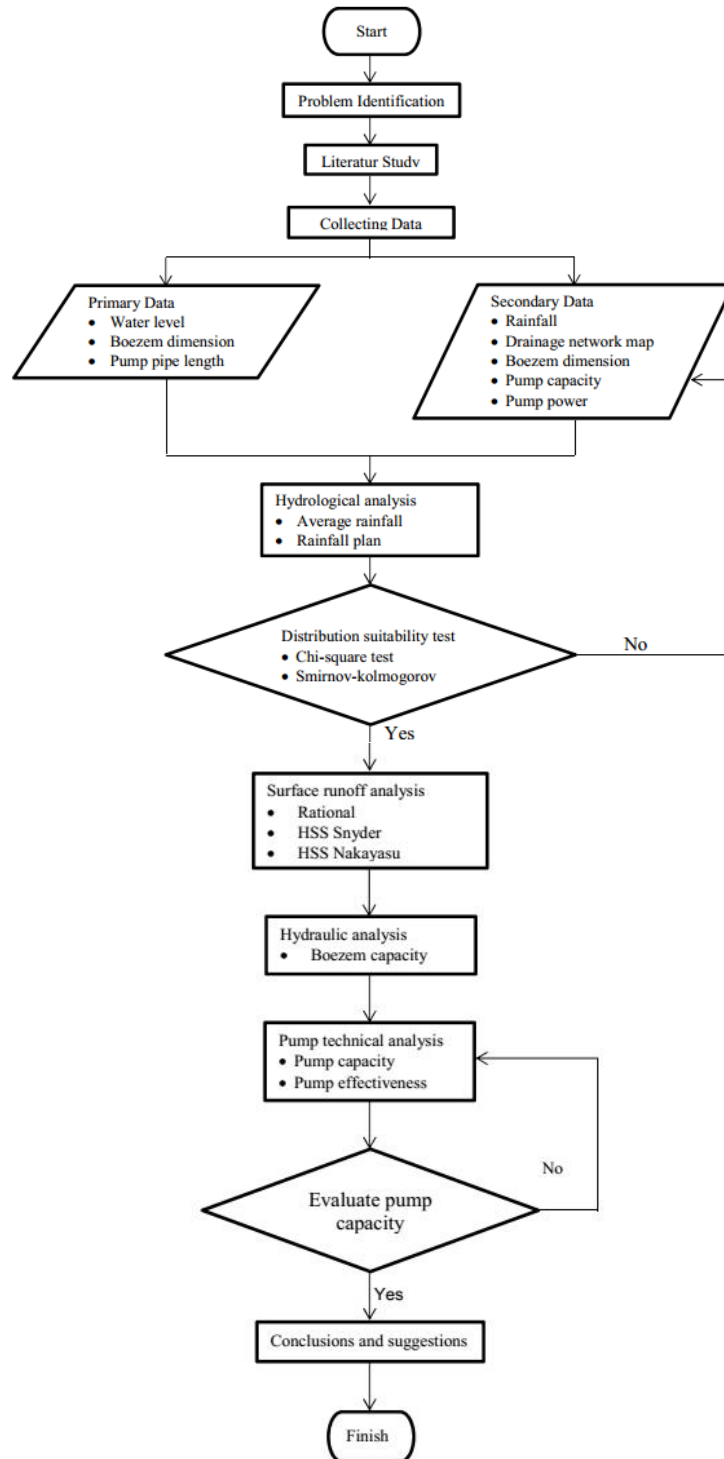 Start
Problem Identification
Literatur Study
Collecting Data
Primary Data
• Water level
• Boezem dimension
• Pump pipe length
Secondary Data
• Rainfall
• Drainage network map
• Boezem dimension
• Pump capacity
• Pump power
Hydrological analysis
• Average rainfall
• Rainfall plan
Distribution suitability test
• Chi-square test
• Smirnov-kolmogorov
No
Yes
Surface runoff analysis
• Rational
• HSS Snyder
• HSS Nakayasu
Hydraulic analysis
• Boezem capacity
Pump technical analysis
• Pump capacity
• Pump effectiveness
No
Evaluate pump
capacity
Yes
Conclusions and suggestions
Finish